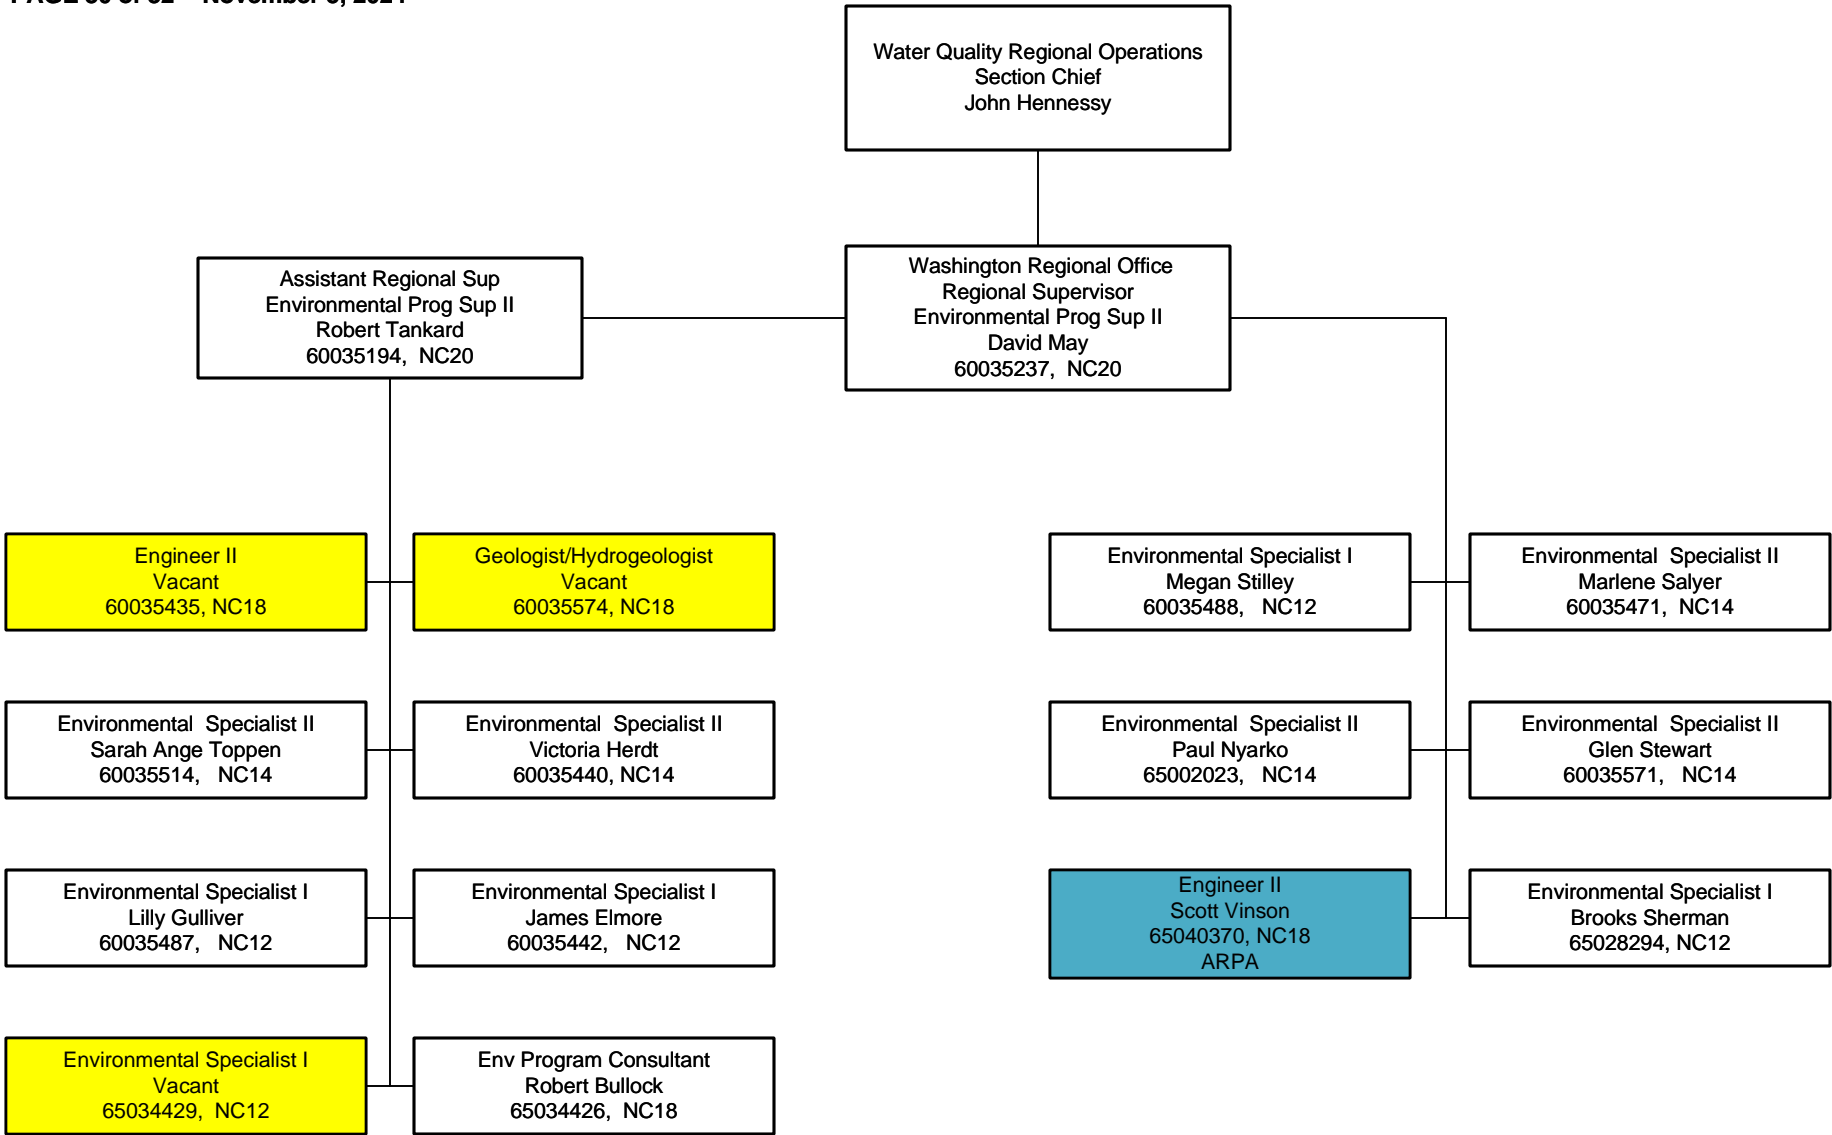 Water Quality Regional Operations
Section Chief
John Hennessy
Assistant Regional Sup
Environmental Prog Sup II
Robert Tankard
60035194, NC20
Washington Regional Office
Regional Supervisor
Environmental Prog Sup II
David May
60035237, NC20
Engineer II
Vacant
60035435, NC18
Geologist/Hydrogeologist
Vacant
60035574, NC18
Environmental Specialist I
Megan Stilley
60035488, NC12
Environmental Specialist II
Marlene Salyer
60035471, NC14
Environmental Specialist II
Sarah Ange Toppen
60035514, NC14
Environmental Specialist II
Victoria Herdt
60035440, NC14
Environmental Specialist II
Paul Nyarko
65002023, NC14
Environmental Specialist II
Glen Stewart
60035571, NC14
Environmental Specialist I
Lilly Gulliver
60035487, NC12
Environmental Specialist I
James Elmore
60035442, NC12
Engineer II
Scott Vinson
65040370, NC18
ARPA
Environmental Specialist I
Brooks Sherman
65028294, NC12
Environmental Specialist I
Vacant
65034429, NC12
Env Program Consultant
Robert Bullock
65034426, NC18